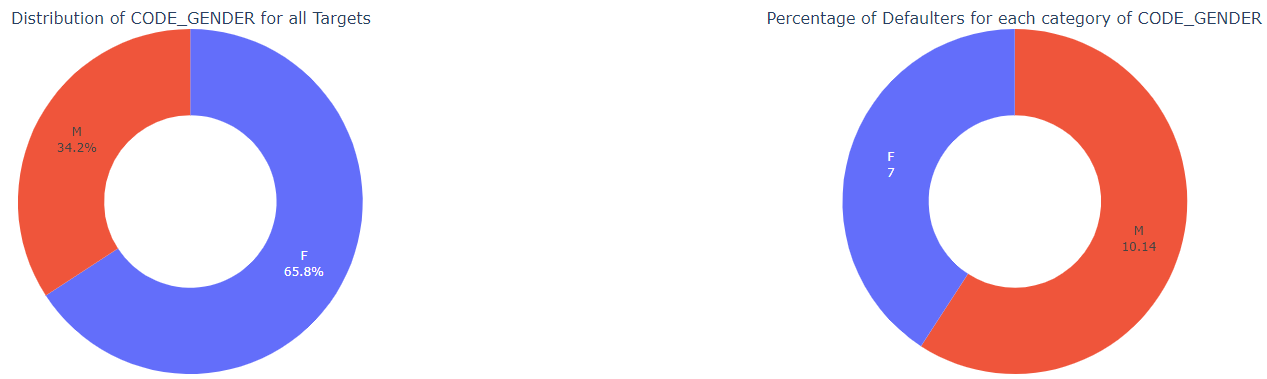 Distribution of CODE_GENDER for all Targets
M
34.2%
F
65.8%
Percentage of Defaulters for each category of CODE_GENDER
F
7
M
10.14